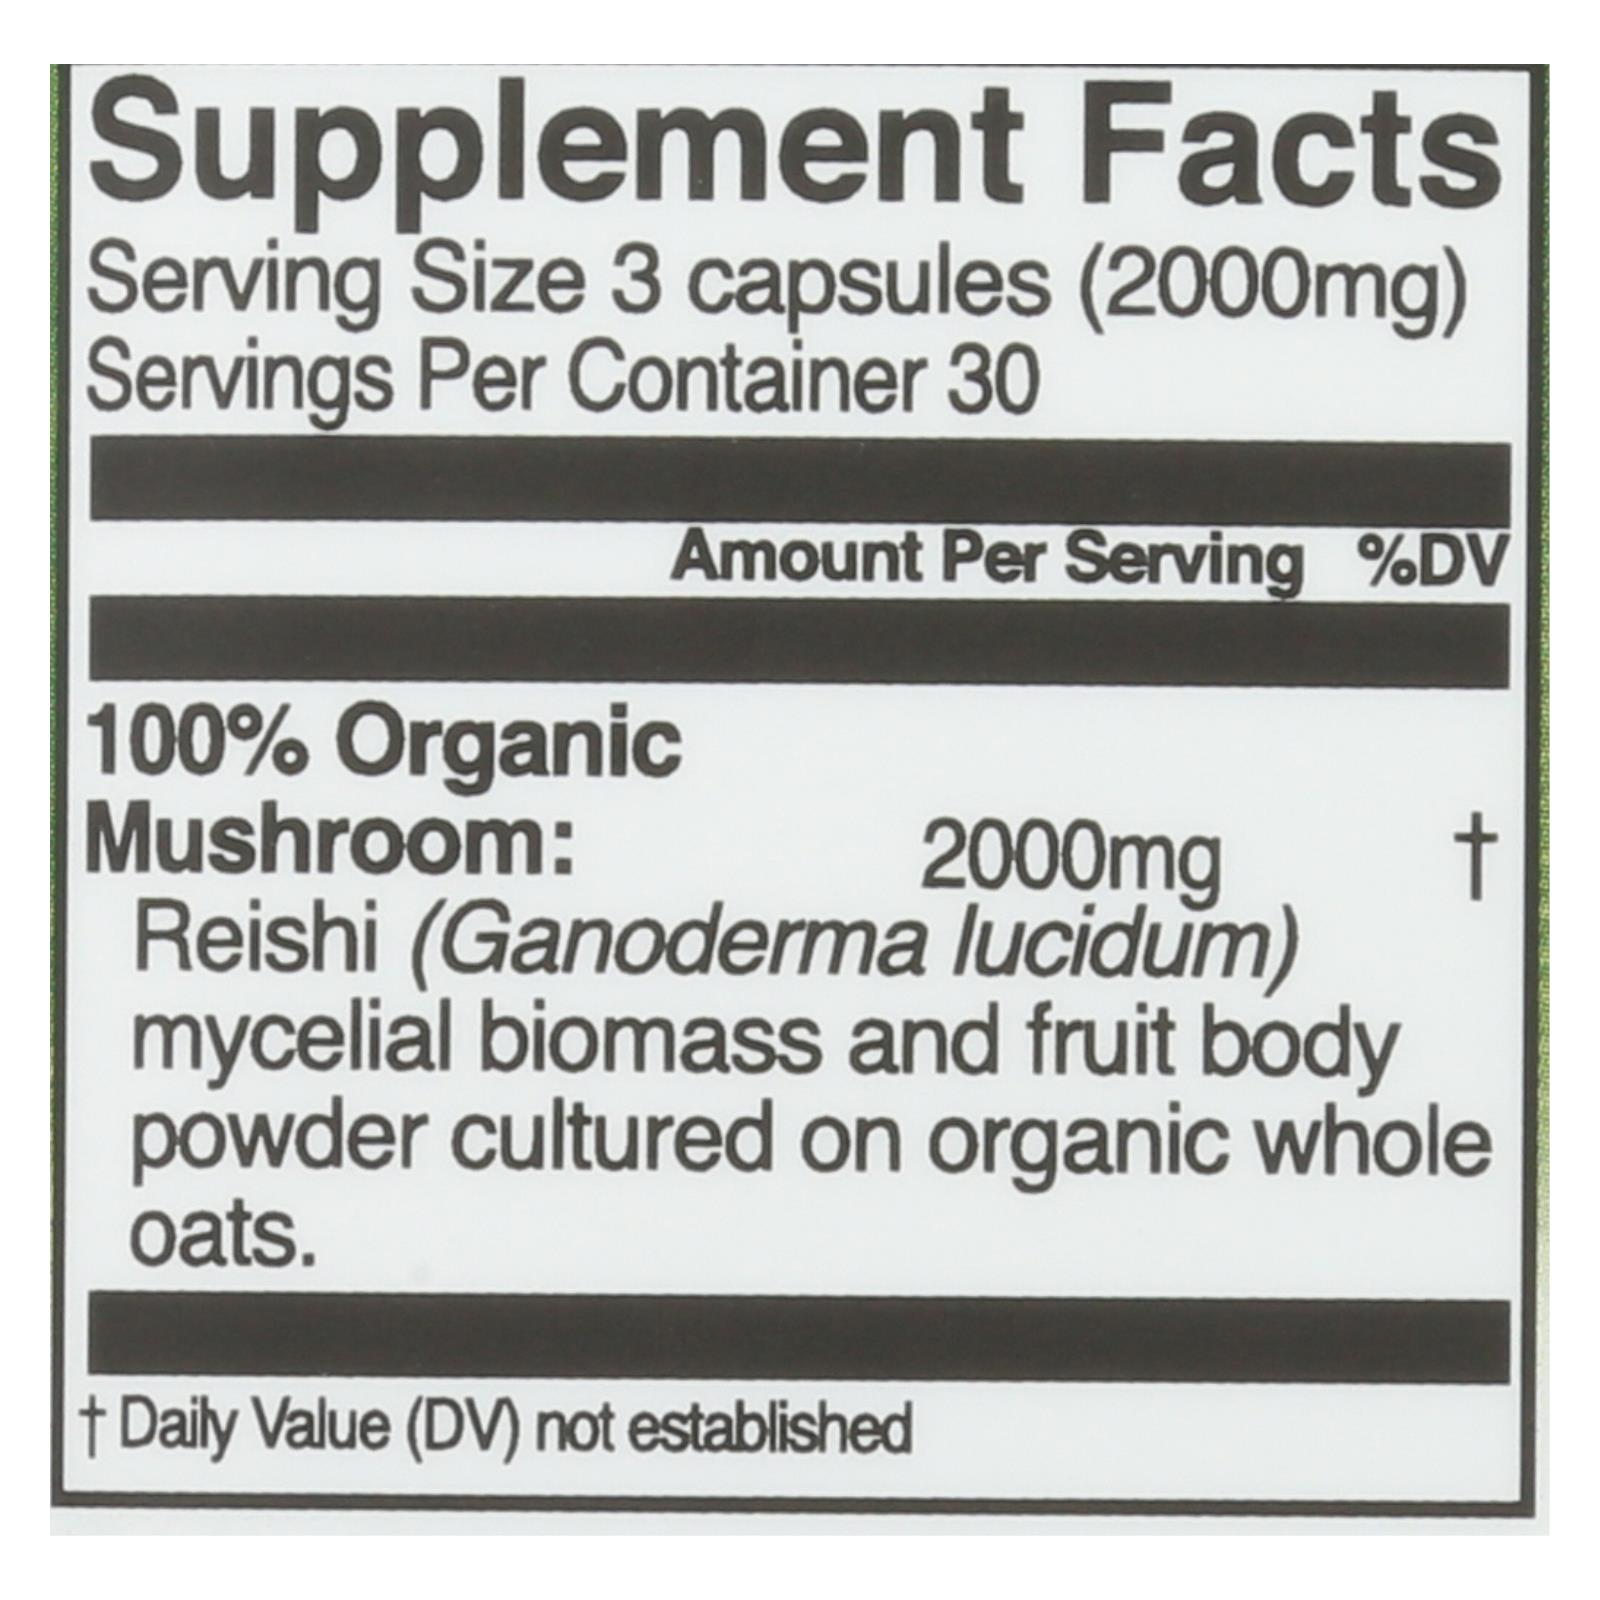 Supplement Facts
Serving Size 3 capsules (2000mg)
Servings Per Container 30
Amount Per Serving %DV
100% Organic
Mushroom: 2000mg †
Reishi (Ganoderma lucidum)
mycelial biomass and fruit body
powder cultured on organic whole
oats.
† Daily Value (DV) not established